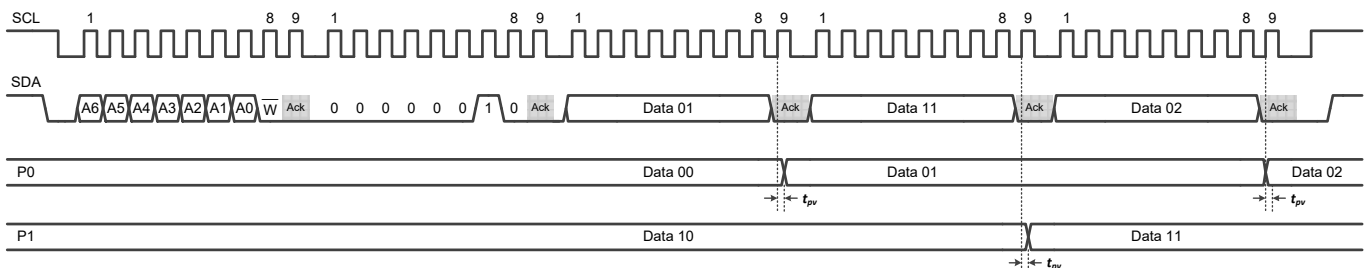 SCL
1 8 9 1 8 9 1 8 9 1 8 9 1 8 9
SDA
A6 A5 A4 A3 A2 A1 A0 W Ack 0 0 0 0 0 0 1 0 Ack Data 01 Ack Data 11 Ack Data 02 Ack
P0 Data 00 Data 01 Data 02
tpv tpv
P1 Data 10 Data 11
tpv